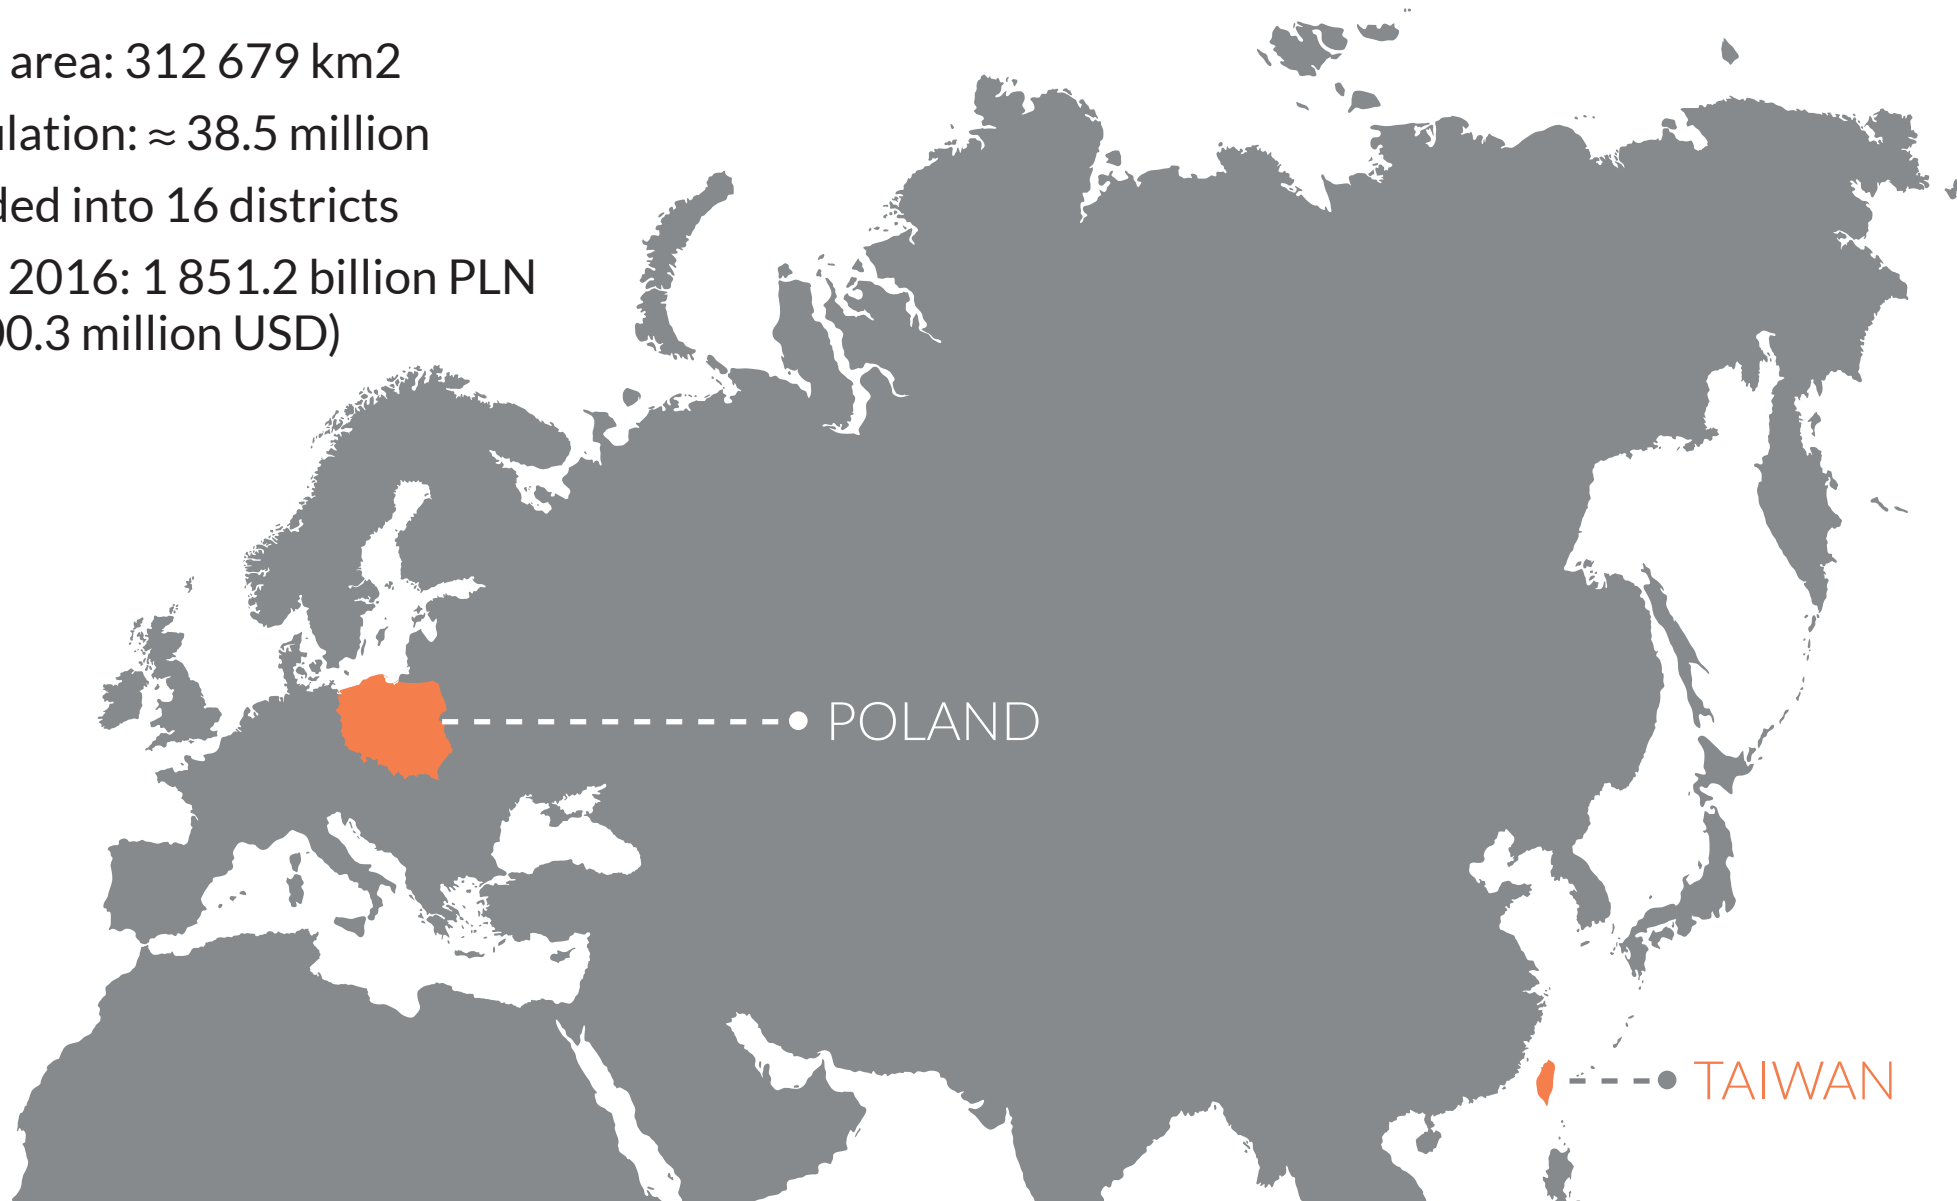 area: 312 679 km2
lation: ≈ 38.5 million
ded into 16 districts
2016: 1 851.2 billion PLN
0.3 million USD)
POLAND
TAIWAN